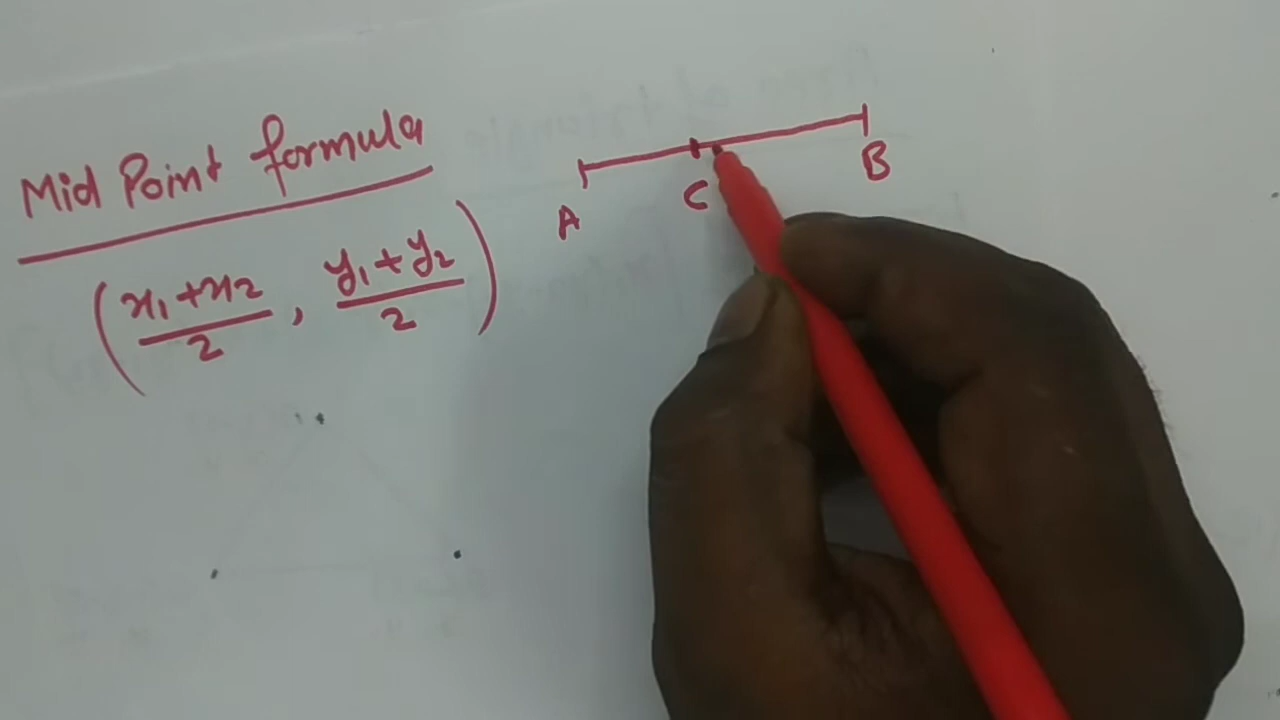 Mid Point formula
(x1+x2/2, y1+y2/2)
A C B